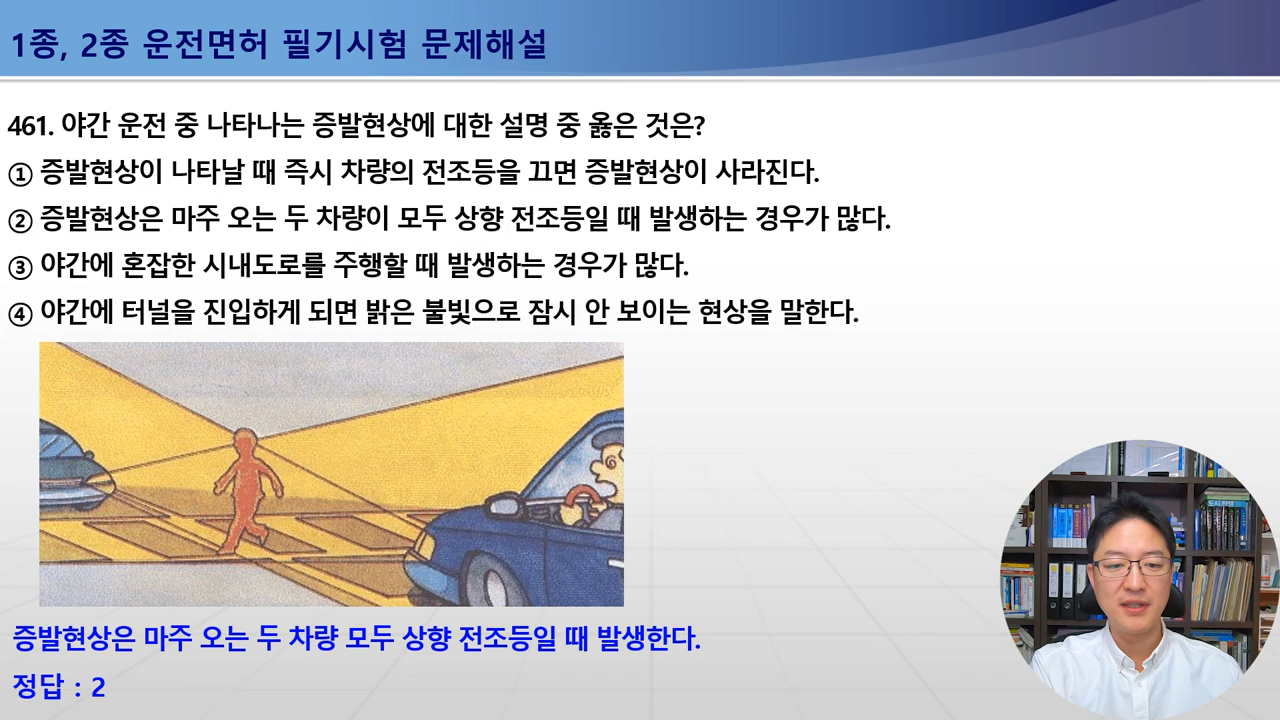 1종, 2종 운전면허 필기시험 문제해설
461. 야간 운전 중 나타나는 증발현상에 대한 설명 중 옳은 것은?
① 증발현상이 나타날 때 즉시 차량의 전조등을 끄면 증발현상이 사라진다.
② 증발현상은 마주 오는 두 차량이 모두 상향 전조등일 때 발생하는 경우가 많다.
③ 야간에 혼잡한 시내도로를 주행할 때 발생하는 경우가 많다.
④ 야간에 터널을 진입하게 되면 밝은 불빛으로 잠시 안 보이는 현상을 말한다.
증발현상은 마주 오는 두 차량 모두 상향 전조등일 때 발생한다.
정답 : 2